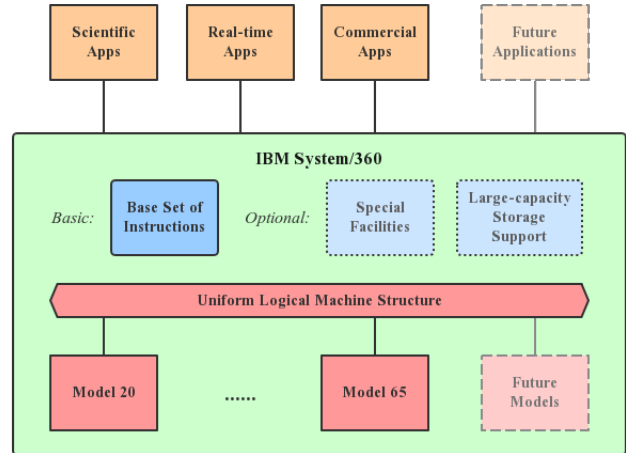 Scientific
Apps
Real-time
Apps
Commercial
Apps
Future
Applications
IBM System/360
Basic:
Base Set of
Instructions
Optional:
Special
Facilities
Large-capacity
Storage
Support
Uniform Logical Machine Structure
Model 20
......
Model 65
Future
Models